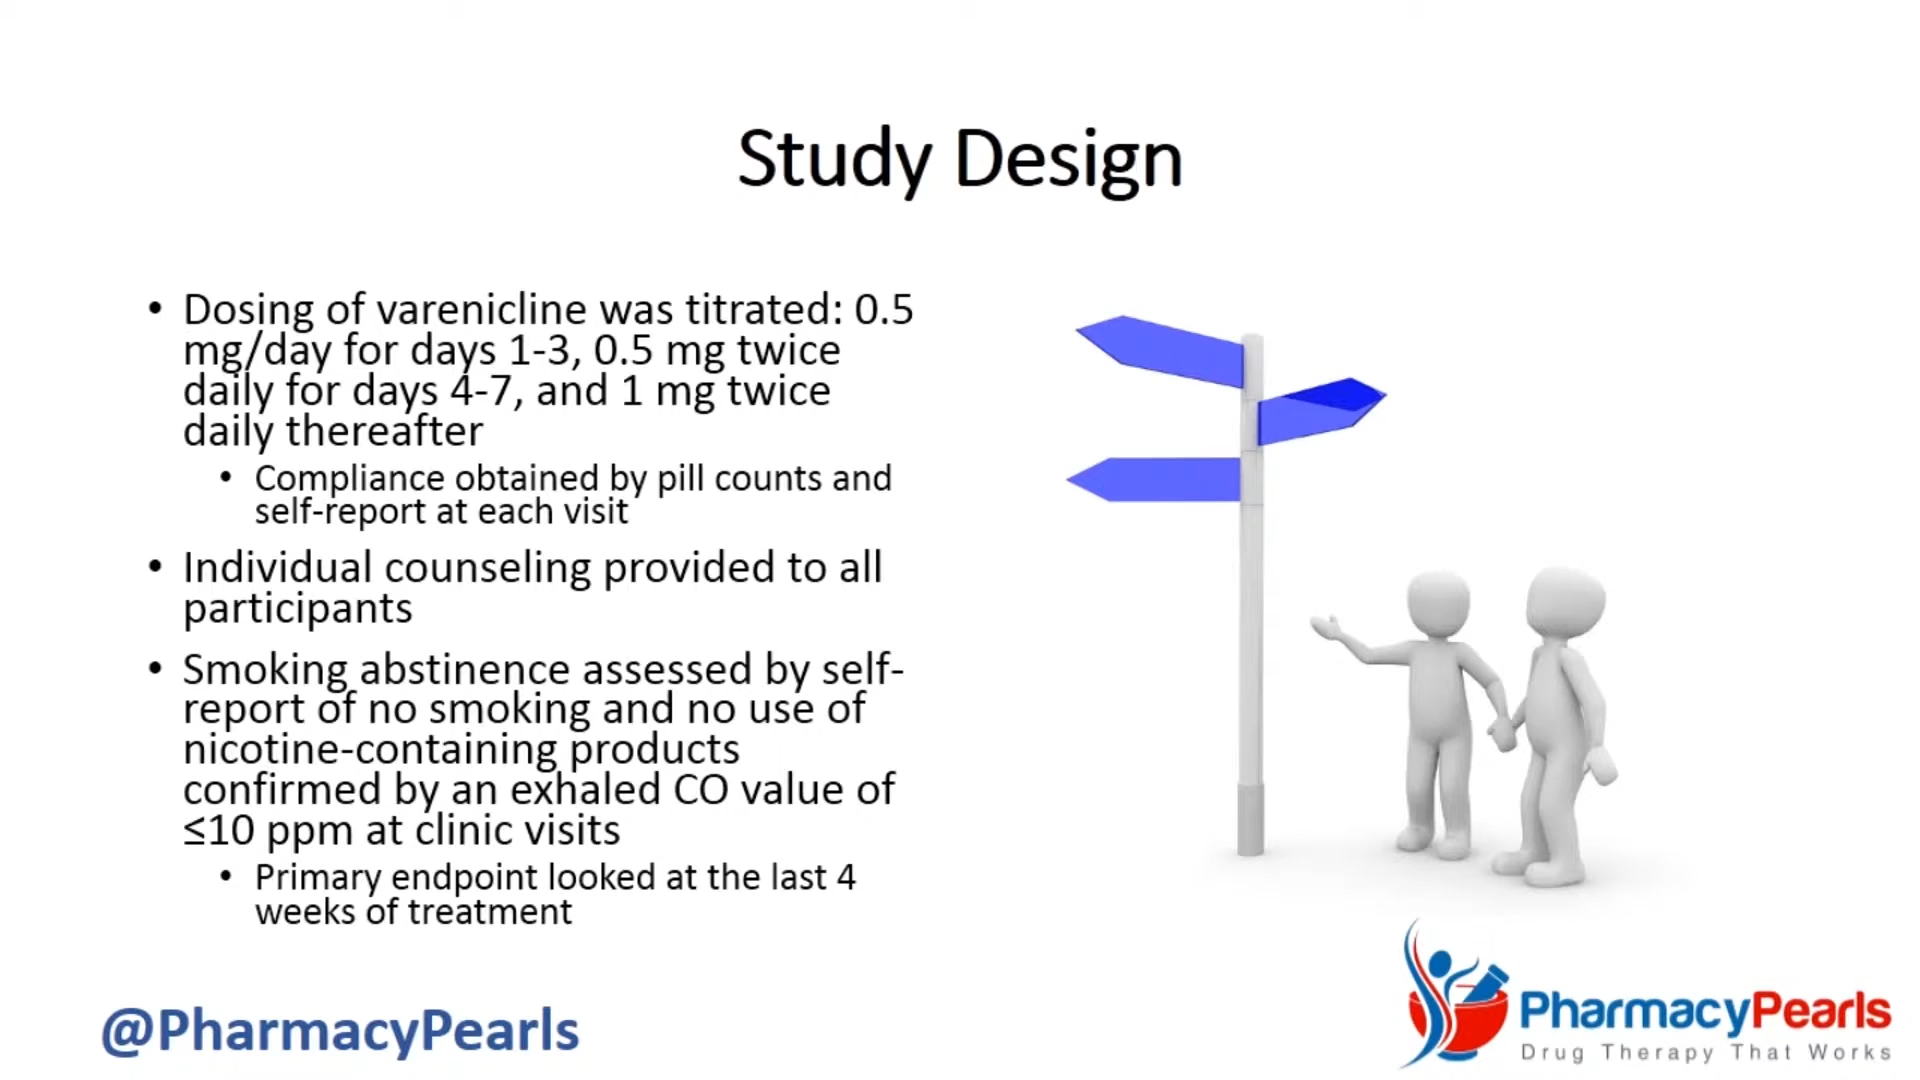 Study Design
• Dosing of varenicline was titrated: 0.5
mg/day for days 1-3, 0.5 mg twice
daily for days 4-7, and 1 mg twice
daily thereafter
• Compliance obtained by pill counts and
self-report at each visit
• Individual counseling provided to all
participants
• Smoking abstinence assessed by self-
report of no smoking and no use of
nicotine-containing products
confirmed by an exhaled CO value of
≤10 ppm at clinic visits
• Primary endpoint looked at the last 4
weeks of treatment
@PharmacyPearls
PharmacyPearls
Drug Therapy That Works